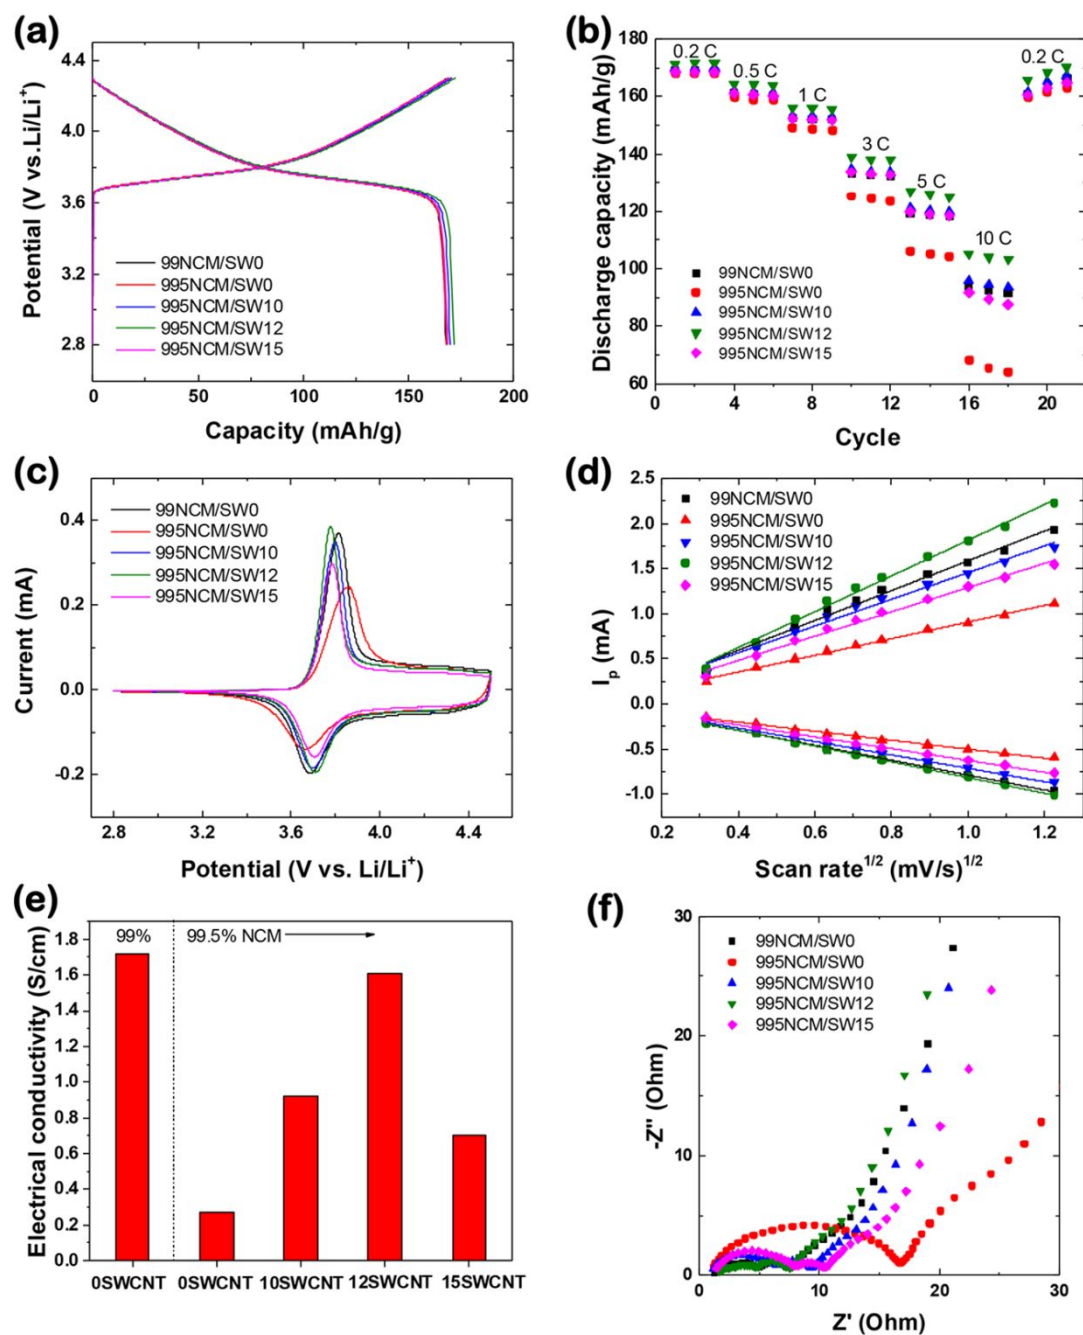 (a)
4.4
4.0
3.6
3.2
2.8
Potential (V vs.Li/Li⁺)
99NCM/SW0
995NCM/SW0
995NCM/SW10
995NCM/SW12
995NCM/SW15
0
50
100
150
200
Capacity (mAh/g)
(b)
180
160
140
120
100
80
60
Discharge capacity (mAh/g)
0.2 C
0.5 C
1 C
3 C
5 C
10 C
0.2 C
99NCM/SW0
995NCM/SW0
995NCM/SW10
995NCM/SW12
995NCM/SW15
0
4
8
12
16
20
Cycle
(c)
0.4
0.2
0.0
-0.2
Current (mA)
99NCM/SW0
995NCM/SW0
995NCM/SW10
995NCM/SW12
995NCM/SW15
2.8
3.2
3.6
4.0
4.4
Potential (V vs. Li/Li⁺)
(d)
2.5
2.0
1.5
1.0
0.5
0.0
-0.5
-1.0
Iₚ (mA)
99NCM/SW0
995NCM/SW0
995NCM/SW10
995NCM/SW12
995NCM/SW15
0.2
0.4
0.6
0.8
1.0
1.2
Scan rate¹ᐟ² (mV/s)¹ᐟ²
(e)
1.8
1.6
1.4
1.2
1.0
0.8
0.6
0.4
0.2
0.0
Electrical conductivity (S/cm)
99%
99.5% NCM
0SWCNT
0SWCNT
10SWCNT
12SWCNT
15SWCNT
(f)
30
20
10
0
-Z'' (Ohm)
99NCM/SW0
995NCM/SW0
995NCM/SW10
995NCM/SW12
995NCM/SW15
0
10
20
30
Z' (Ohm)